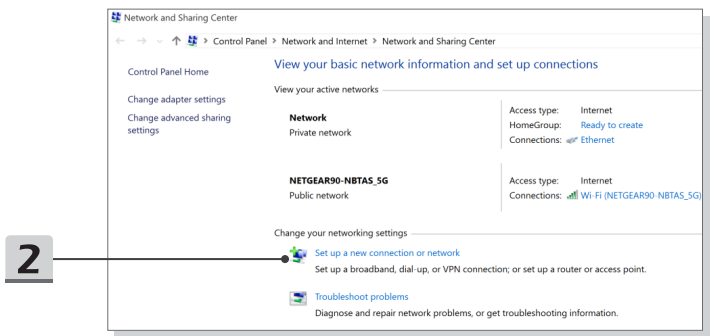 Network and Sharing Center
Control Panel > Network and Internet > Network and Sharing Center
Control Panel Home
Change adapter settings
Change advanced sharing
settings
View your basic network information and set up connections
View your active networks
Network
Private network
Access type: Internet
HomeGroup: Ready to create
Connections: Ethernet
NETGEAR90-NBTAS_5G
Public network
Access type: Internet
Connections: Wi-Fi (NETGEAR90-NBTAS_5G)
Change your networking settings
2
Set up a new connection or network
Set up a broadband, dial-up, or VPN connection; or set up a router or access point.
Troubleshoot problems
Diagnose and repair network problems, or get troubleshooting information.